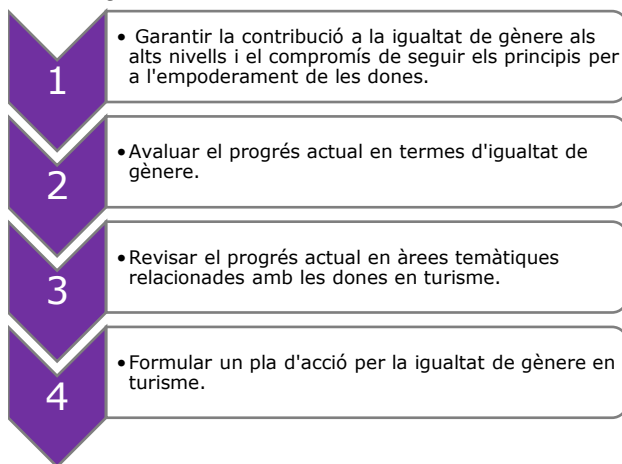 1
• Garantir la contribució a la igualtat de gènere als
alts nivells i el compromís de seguir els principis per
a l'empoderament de les dones.
2
•Avaluar el progrés actual en termes d'igualtat de
gènere.
3
•Revisar el progrés actual en àrees temàtiques
relacionades amb les dones en turisme.
4
•Formular un pla d'acció per la igualtat de gènere en
turisme.